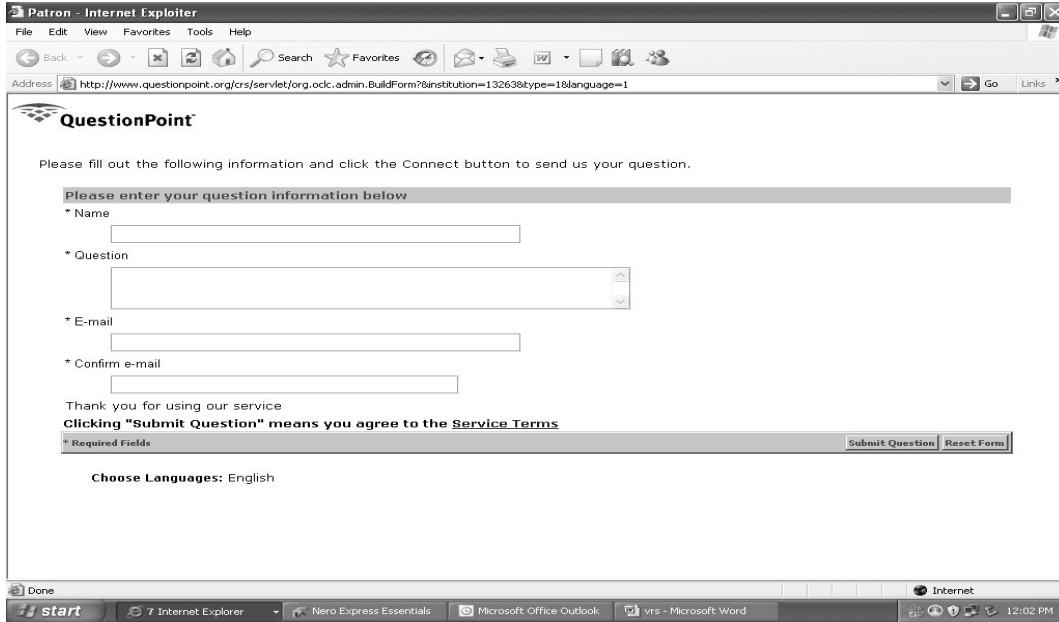 Patron - Internet Exploiter
File Edit View Favorites Tools Help
Back Search Favorites
Address http://www.questionpoint.org/crs/servlet/org.oclc.admin.BuildForm?&institution=13263&type=1&language=1 Go Links
QuestionPoint
Please fill out the following information and click the Connect button to send us your question.
Please enter your question information below
* Name
* Question
* E-mail
* Confirm e-mail
Thank you for using our service
Clicking "Submit Question" means you agree to the Service Terms
* Required Fields Submit Question Reset Form
Choose Languages: English
Done Internet
start 7 Internet Explorer Nero Express Essentials Microsoft Office Outlook vrs - Microsoft Word 12:02 PM